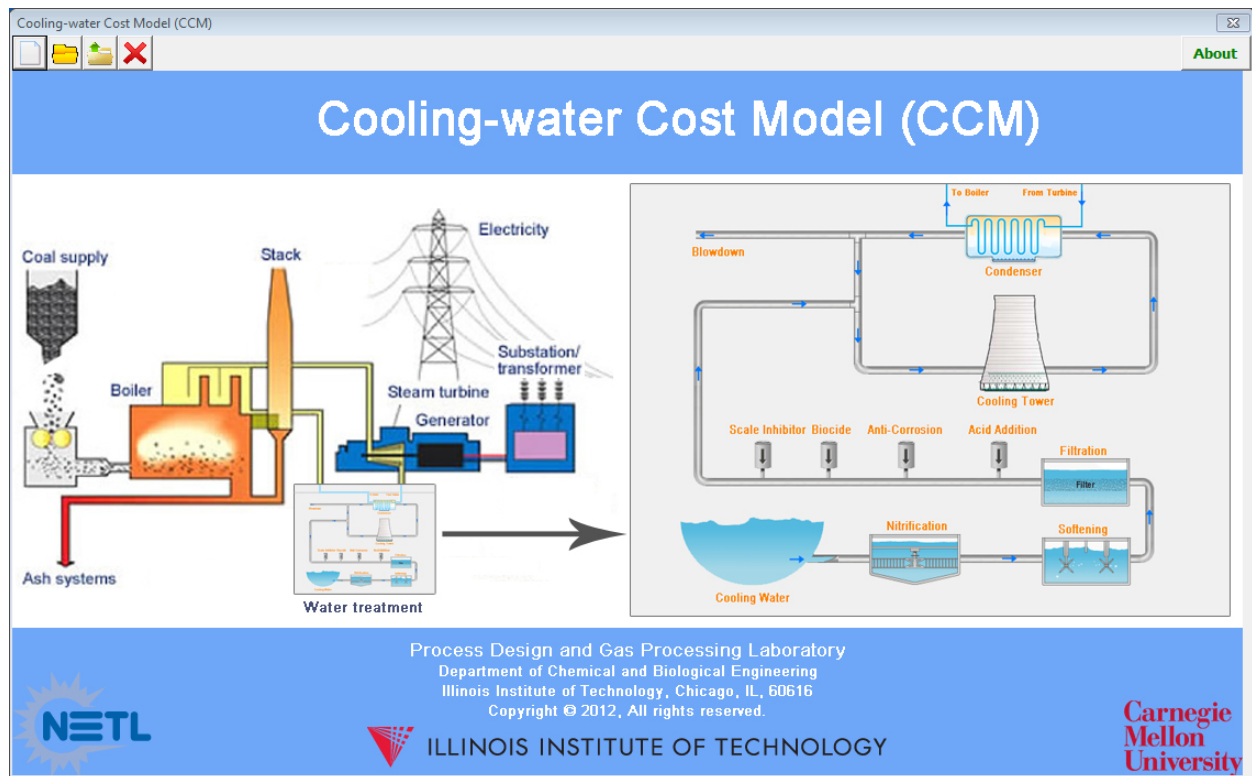 Cooling-water Cost Model (CCM)
About
Cooling-water Cost Model (CCM)
Coal supply
Stack
Electricity
Boiler
Substation/
transformer
Steam turbine
Generator
Ash systems
Water treatment
To Boiler
From Turbine
Blowdown
Condenser
Cooling Tower
Scale Inhibitor
Biocide
Anti-Corrosion
Acid Addition
Filtration
Filter
Nitrification
Softening
Cooling Water
Process Design and Gas Processing Laboratory
Department of Chemical and Biological Engineering
Illinois Institute of Technology, Chicago, IL, 60616
Copyright © 2012, All rights reserved.
NETL
ILLINOIS INSTITUTE OF TECHNOLOGY
Carnegie
Mellon
University